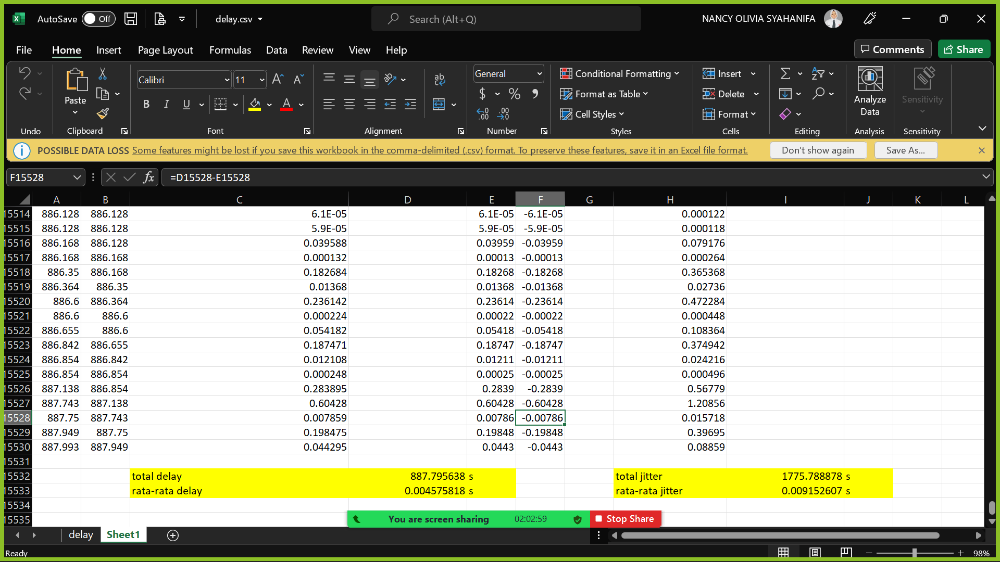 AutoSave Off delay.csv Search (Alt+Q) NANCY OLIVIA SYAHANIFA
File Home Insert Page Layout Formulas Data Review View Help Comments Share
Paste
Calibri 11
B I U
ab
General
$ % 9
Conditional Formatting
Format as Table
Cell Styles
Insert
Delete
Format
Analyze Data
Sensitivity
Undo Clipboard Font Alignment Number Styles Cells Editing Analysis Sensitivity
POSSIBLE DATA LOSS Some features might be lost if you save this workbook in the comma-delimited (.csv) format. To preserve these features, save it in an Excel file format. Don't show again Save As...
F15528 fx =D15528-E15528
A B C D E F G H I J K L
15514 886.128 886.128 6.1E-05 6.1E-05 -6.1E-05 0.000122
15515 886.128 886.128 5.9E-05 5.9E-05 -5.9E-05 0.000118
15516 886.168 886.128 0.039588 0.03959 -0.03959 0.079176
15517 886.168 886.168 0.000132 0.00013 -0.00013 0.000264
15518 886.35 886.168 0.182684 0.18268 -0.18268 0.365368
15519 886.364 886.35 0.01368 0.01368 -0.01368 0.02736
15520 886.6 886.364 0.236142 0.23614 -0.23614 0.472284
15521 886.6 886.6 0.000224 0.00022 -0.00022 0.000448
15522 886.655 886.6 0.054182 0.05418 -0.05418 0.108364
15523 886.842 886.655 0.187471 0.18747 -0.18747 0.374942
15524 886.854 886.842 0.012108 0.01211 -0.01211 0.024216
15525 886.854 886.854 0.000248 0.00025 -0.00025 0.000496
15526 887.138 886.854 0.283895 0.2839 -0.2839 0.56779
15527 887.743 887.138 0.60428 0.60428 -0.60428 1.20856
15528 887.75 887.743 0.007859 0.00786 -0.00786 0.015718
15529 887.949 887.75 0.198475 0.19848 -0.19848 0.39695
15530 887.993 887.949 0.044295 0.0443 -0.0443 0.08859
15531
15532 total delay 887.795638 s total jitter 1775.788878 s
15533 rata-rata delay 0.004575818 s rata-rata jitter 0.009152607 s
15534
15535
You are screen sharing 02:02:59 Stop Share
delay Sheet1
Ready 98%